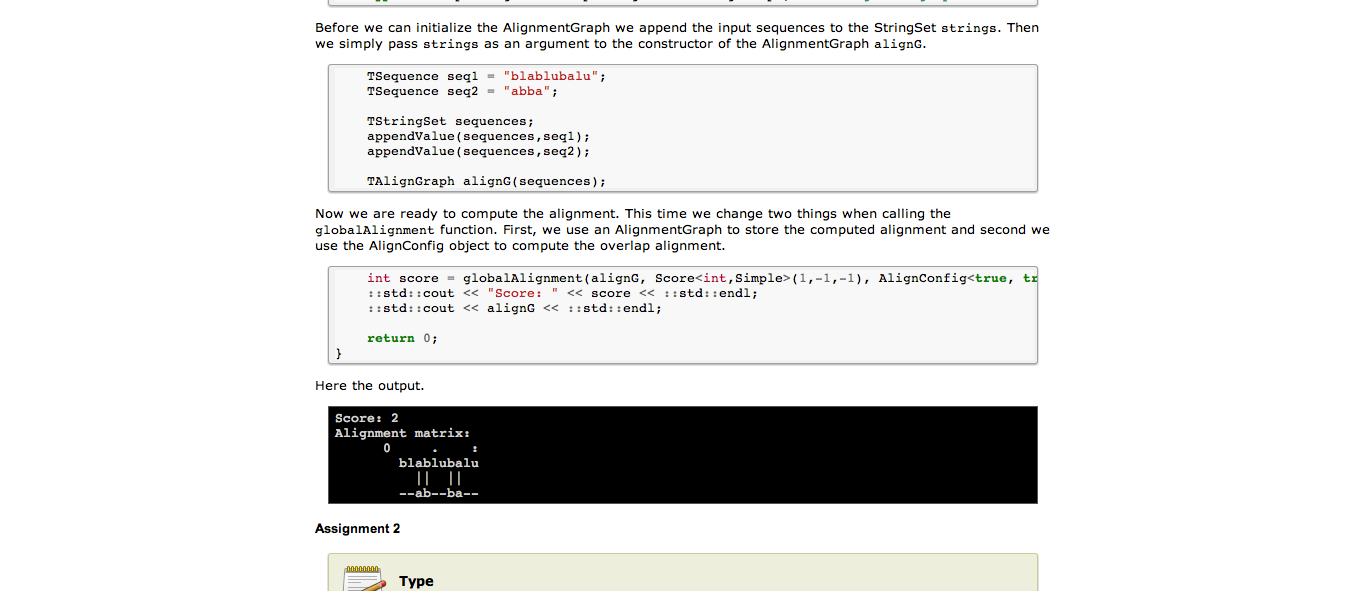 Before we can initialize the AlignmentGraph we append the input sequences to the StringSet strings. Then
we simply pass strings as an argument to the constructor of the AlignmentGraph alignG.
TSequence seq1 = "blablubalu";
TSequence seq2 = "abba";
TStringSet sequences;
appendValue(sequences,seq1);
appendValue(sequences,seq2);
TAlignGraph alignG(sequences);
Now we are ready to compute the alignment. This time we change two things when calling the
globalAlignment function. First, we use an AlignmentGraph to store the computed alignment and second we
use the AlignConfig object to compute the overlap alignment.
int score = globalAlignment(alignG, Score<int,Simple>(1,-1,-1), AlignConfig<true, tr
::std::cout << "Score: " << score << ::std::endl;
::std::cout << alignG << ::std::endl;
return 0;
}
Here the output.
Score: 2
Alignment matrix:
0 . :
blablubalu
|| ||
--ab--ba--
Assignment 2
Type